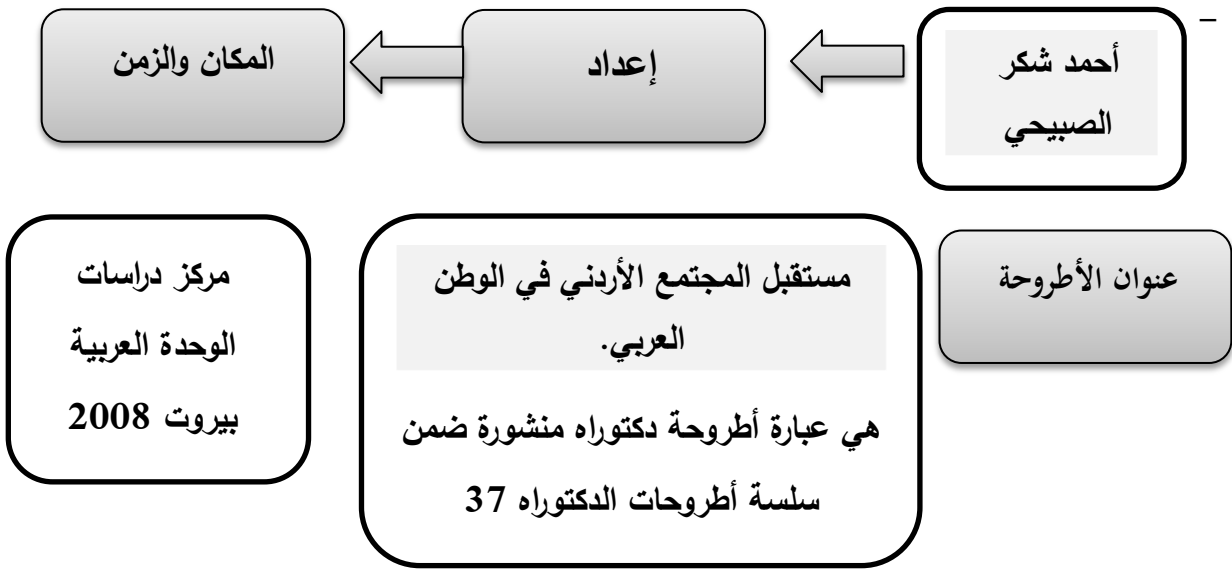 –
أحمد شكر
الصبيحي
إعداد
المكان والزمن
عنوان الأطروحة
مستقبل المجتمع الأردني في الوطن
العربي.
هي عبارة أطروحة دكتوراه منشورة ضمن
سلسة أطروحات الدكتوراه 37
مركز دراسات
الوحدة العربية
بيروت 2008